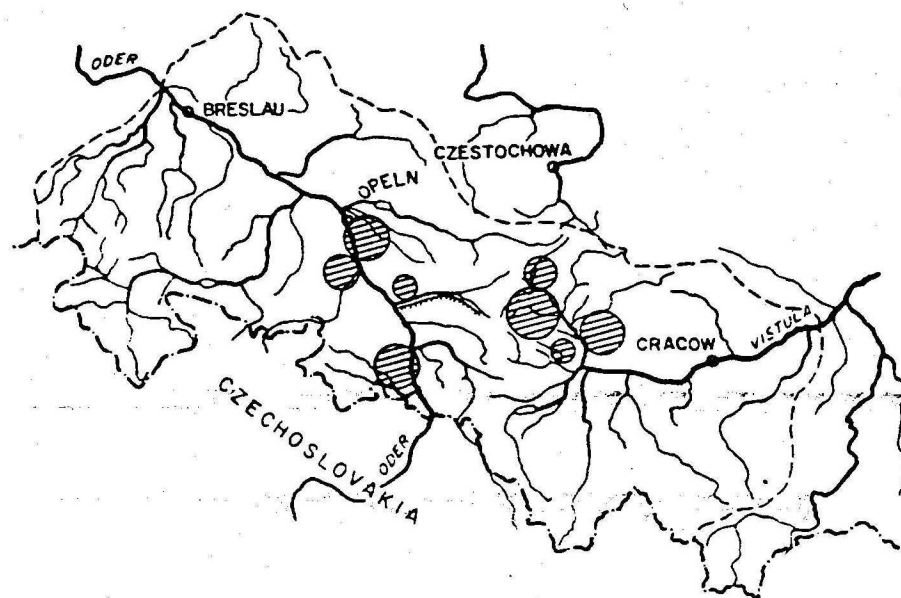 ODER
BRESLAU
CZESTOCHOWA
OPELN
CRACOW
VISTULA
ODER
CZECHOSLOVAKIA